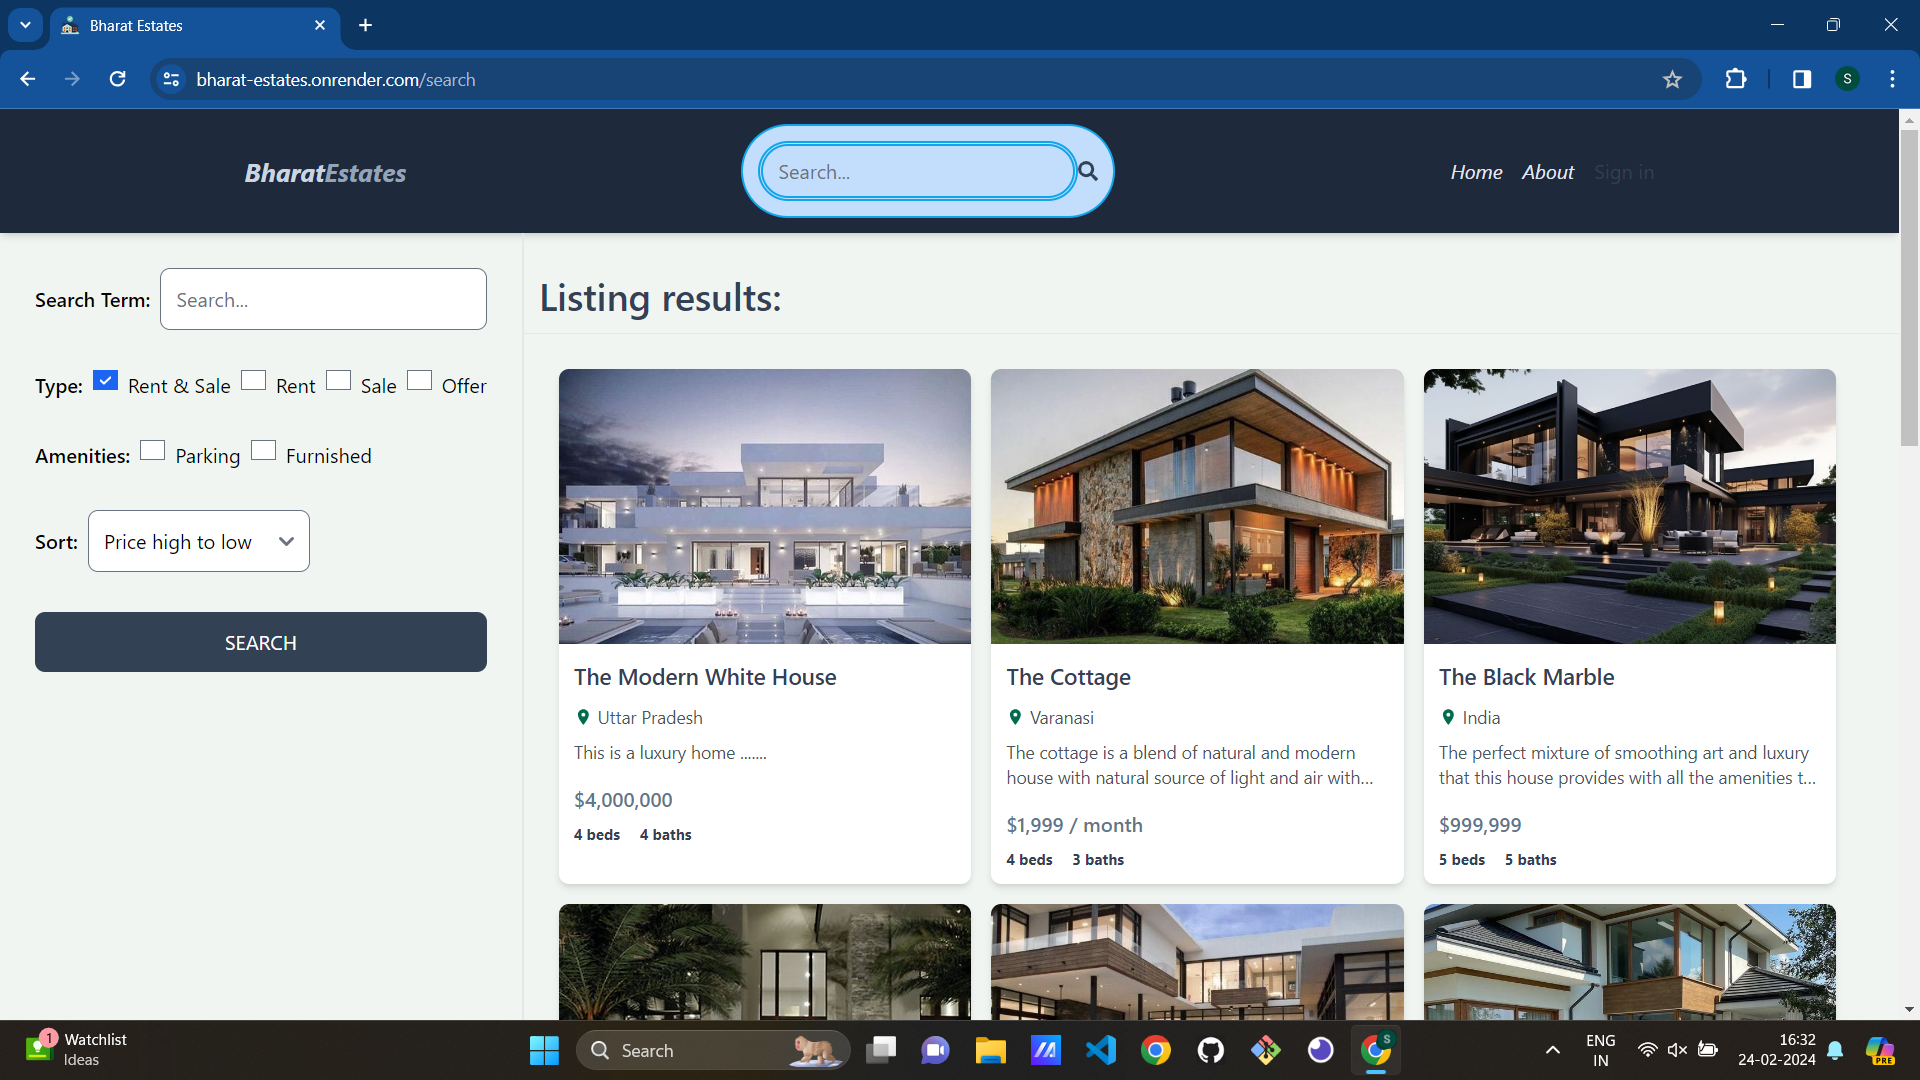 Bharat Estates
bharat-estates.onrender.com/search
S
BharatEstates
Search...
Home About Sign in
Search Term: Search...
Type: Rent & Sale Rent Sale Offer
Amenities: Parking Furnished
Sort: Price high to low
SEARCH
Listing results:
The Modern White House
Uttar Pradesh
This is a luxury home .......
$4,000,000
4 beds 4 baths
The Cottage
Varanasi
The cottage is a blend of natural and modern
house with natural source of light and air with...
$1,999 / month
4 beds 3 baths
The Black Marble
India
The perfect mixture of smoothing art and luxury
that this house provides with all the amenities t...
$999,999
5 beds 5 baths
1
Watchlist
Ideas
Search
S
ENG
IN
16:32
24-02-2024
PRE